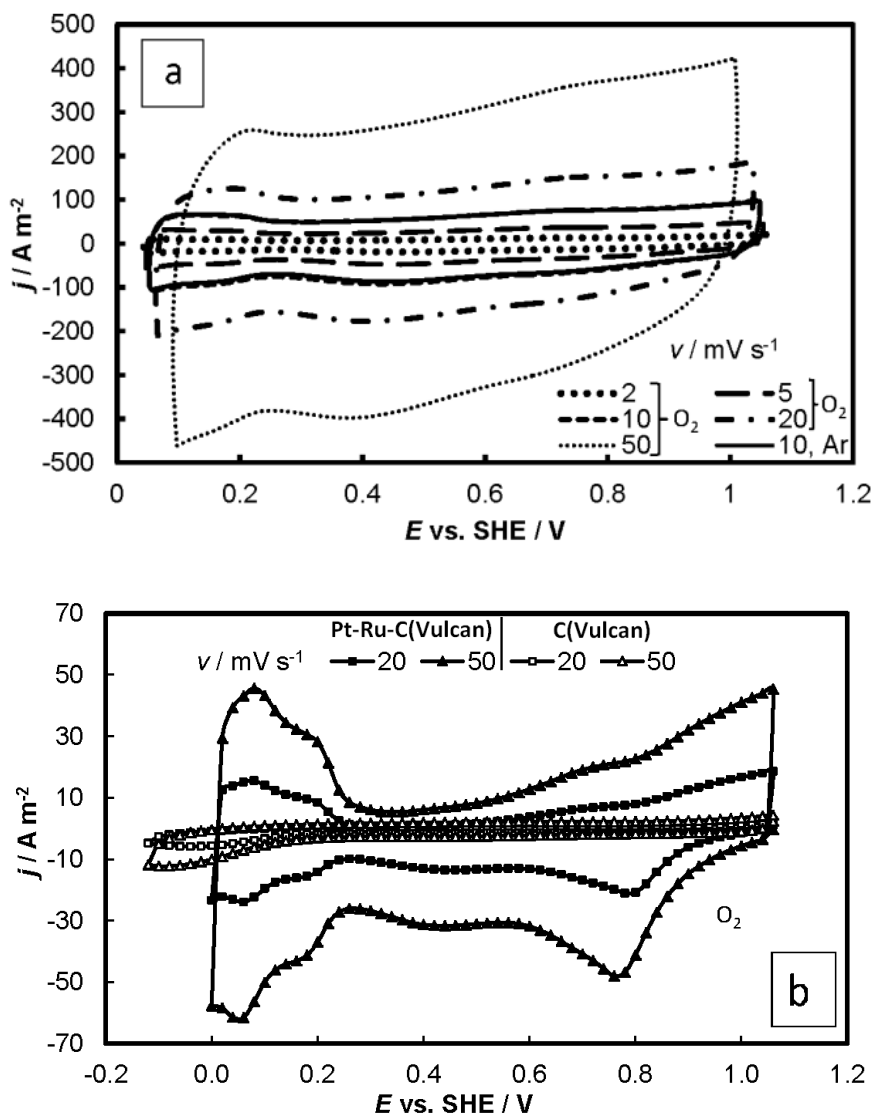 500
400
300
200
100
0
-100
-200
-300
-400
-500
j / A m-2
a
v / mV s-1
2 5
10 O2 20 O2
50 10, Ar
0 0.2 0.4 0.6 0.8 1 1.2
E vs. SHE / V
70
50
30
10
-10
-30
-50
-70
j / A m-2
Pt-Ru-C(Vulcan) C(Vulcan)
v / mV s-1 20 50 20 50
O2
b
-0.2 0.0 0.2 0.4 0.6 0.8 1.0 1.2
E vs. SHE / V